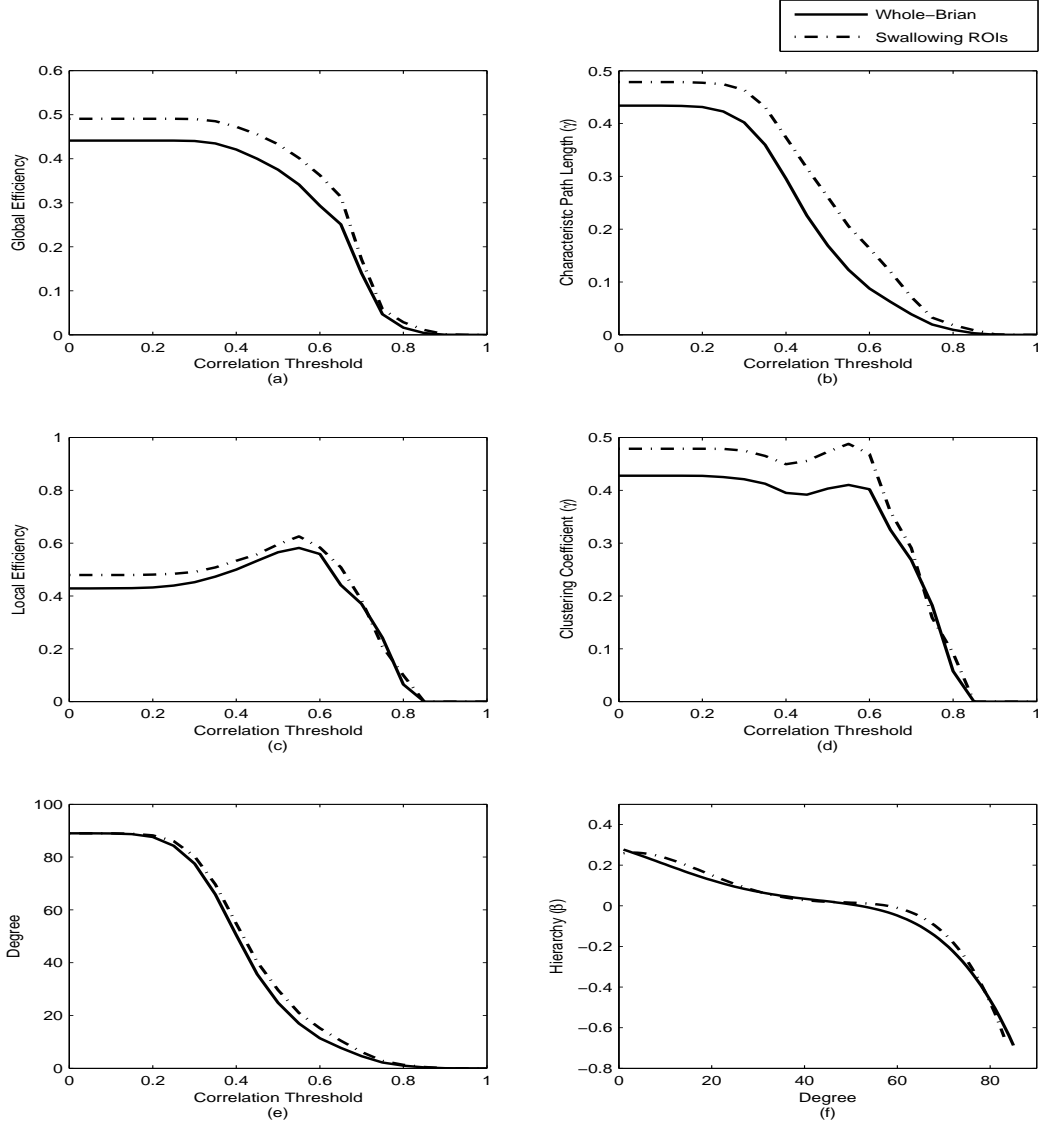 Whole−Brian
Swallowing ROIs
0.6
0.5
0.4
0.3
0.2
0.1
0
Global Efficiency
0 0.2 0.4 0.6 0.8 1
Correlation Threshold
(a)
0.5
0.4
0.3
0.2
0.1
0
Characteristc Path Length (γ)
0 0.2 0.4 0.6 0.8 1
Correlation Threshold
(b)
1
0.8
0.6
0.4
0.2
0
Local Efficiency
0 0.2 0.4 0.6 0.8 1
Correlation Threshold
(c)
0.5
0.4
0.3
0.2
0.1
0
Clustering Coefficient (γ)
0 0.2 0.4 0.6 0.8 1
Correlation Threshold
(d)
100
80
60
40
20
0
Degree
0 0.2 0.4 0.6 0.8 1
Correlation Threshold
(e)
0.4
0.2
0
−0.2
−0.4
−0.6
−0.8
Hierarchy (β)
0 20 40 60 80
Degree
(f)